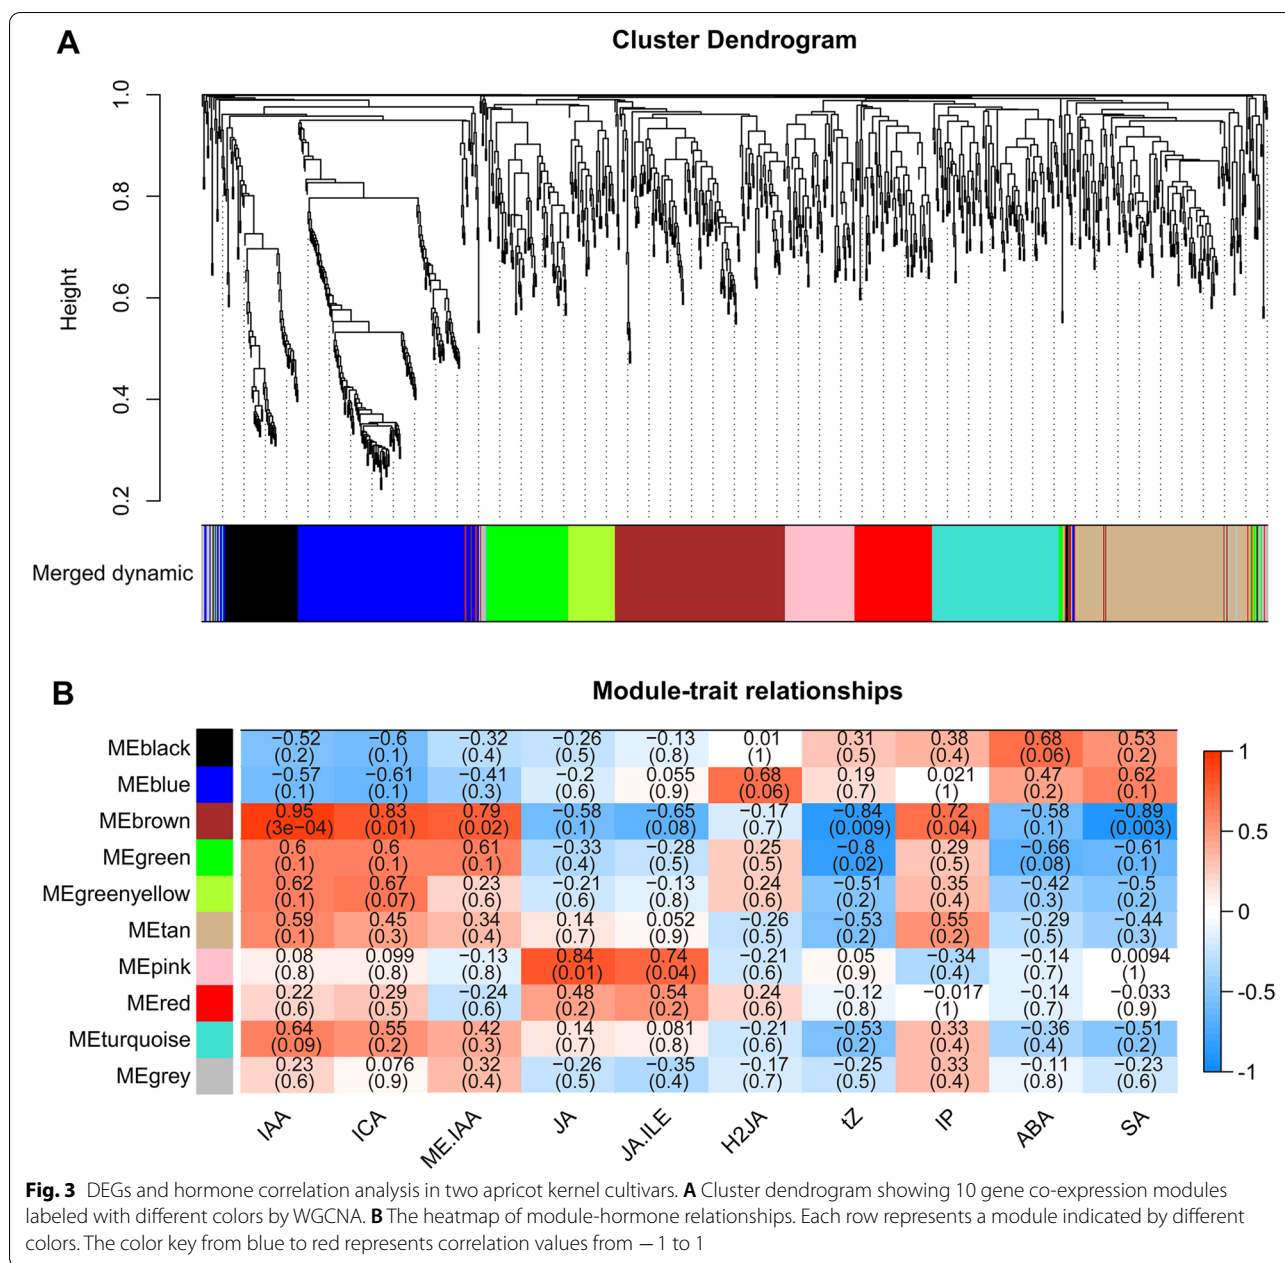 A
Cluster Dendrogram
Height
1.0
0.8
0.6
0.4
0.2
Merged dynamic
B
Module-trait relationships
MEblack −0.52 −0.6 −0.32 −0.26 −0.13 0.01 0.31 0.38 0.68 0.53
(0.2) (0.1) (0.4) (0.5) (0.8) (1) (0.5) (0.4) (0.06) (0.2)
MEblue −0.57 −0.61 −0.41 −0.2 0.055 0.68 0.19 0.021 0.47 0.62
(0.1) (0.1) (0.3) (0.6) (0.9) (0.06) (0.7) (1) (0.2) (0.1)
MEbrown 0.95 0.83 0.79 −0.58 −0.65 −0.17 −0.84 0.72 −0.58 −0.89
(3e−04) (0.01) (0.02) (0.1) (0.08) (0.7) (0.009) (0.04) (0.1) (0.003)
MEgreen 0.6 0.6 0.61 −0.33 −0.28 0.25 −0.8 0.29 −0.66 −0.61
(0.1) (0.1) (0.1) (0.4) (0.5) (0.5) (0.02) (0.5) (0.08) (0.1)
MEgreenyellow 0.62 0.67 0.23 −0.21 −0.13 0.24 −0.51 0.35 −0.42 −0.5
(0.1) (0.07) (0.6) (0.6) (0.8) (0.6) (0.2) (0.4) (0.3) (0.2)
MEtan 0.59 0.45 0.34 0.14 0.052 −0.26 −0.53 0.55 −0.29 −0.44
(0.1) (0.3) (0.4) (0.7) (0.9) (0.5) (0.2) (0.2) (0.5) (0.3)
MEpink 0.08 0.099 −0.13 0.84 0.74 −0.21 0.05 −0.34 −0.14 0.0094
(0.8) (0.8) (0.8) (0.01) (0.04) (0.6) (0.9) (0.4) (0.7) (1)
MEred 0.22 0.29 −0.24 0.48 0.54 0.24 −0.12 −0.017 −0.14 −0.033
(0.6) (0.5) (0.6) (0.2) (0.2) (0.6) (0.8) (1) (0.7) (0.9)
MEturquoise 0.64 0.55 0.42 0.14 0.081 −0.21 −0.53 0.33 −0.36 −0.51
(0.09) (0.2) (0.3) (0.7) (0.8) (0.6) (0.2) (0.4) (0.4) (0.2)
MEgrey 0.23 0.076 0.32 −0.26 −0.35 −0.17 −0.25 0.33 −0.11 −0.23
(0.6) (0.9) (0.4) (0.5) (0.4) (0.7) (0.5) (0.4) (0.8) (0.6)
IAA ICA ME.IAA JA JA.ILE H2JA tZ IP ABA SA
1
0.5
0
-0.5
-1
Fig. 3 DEGs and hormone correlation analysis in two apricot kernel cultivars. A Cluster dendrogram showing 10 gene co-expression modules
labeled with different colors by WGCNA. B The heatmap of module-hormone relationships. Each row represents a module indicated by different
colors. The color key from blue to red represents correlation values from − 1 to 1